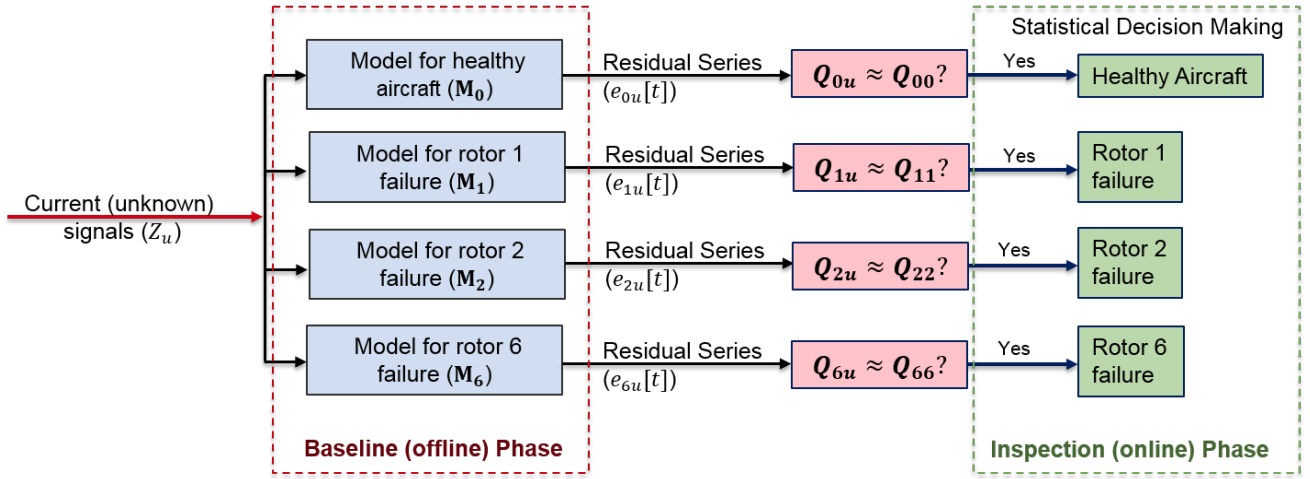 Statistical Decision Making
Model for healthy
aircraft (M₀)
Residual Series
(e₀ᵤ[t])
Q₀ᵤ ≈ Q₀₀?
Yes
Healthy Aircraft
Model for rotor 1
failure (M₁)
Residual Series
(e₁ᵤ[t])
Q₁ᵤ ≈ Q₁₁?
Yes
Rotor 1
failure
Current (unknown)
signals (Zᵤ)
Model for rotor 2
failure (M₂)
Residual Series
(e₂ᵤ[t])
Q₂ᵤ ≈ Q₂₂?
Yes
Rotor 2
failure
Model for rotor 6
failure (M₆)
Residual Series
(e₆ᵤ[t])
Q₆ᵤ ≈ Q₆₆?
Yes
Rotor 6
failure
Baseline (offline) Phase
Inspection (online) Phase